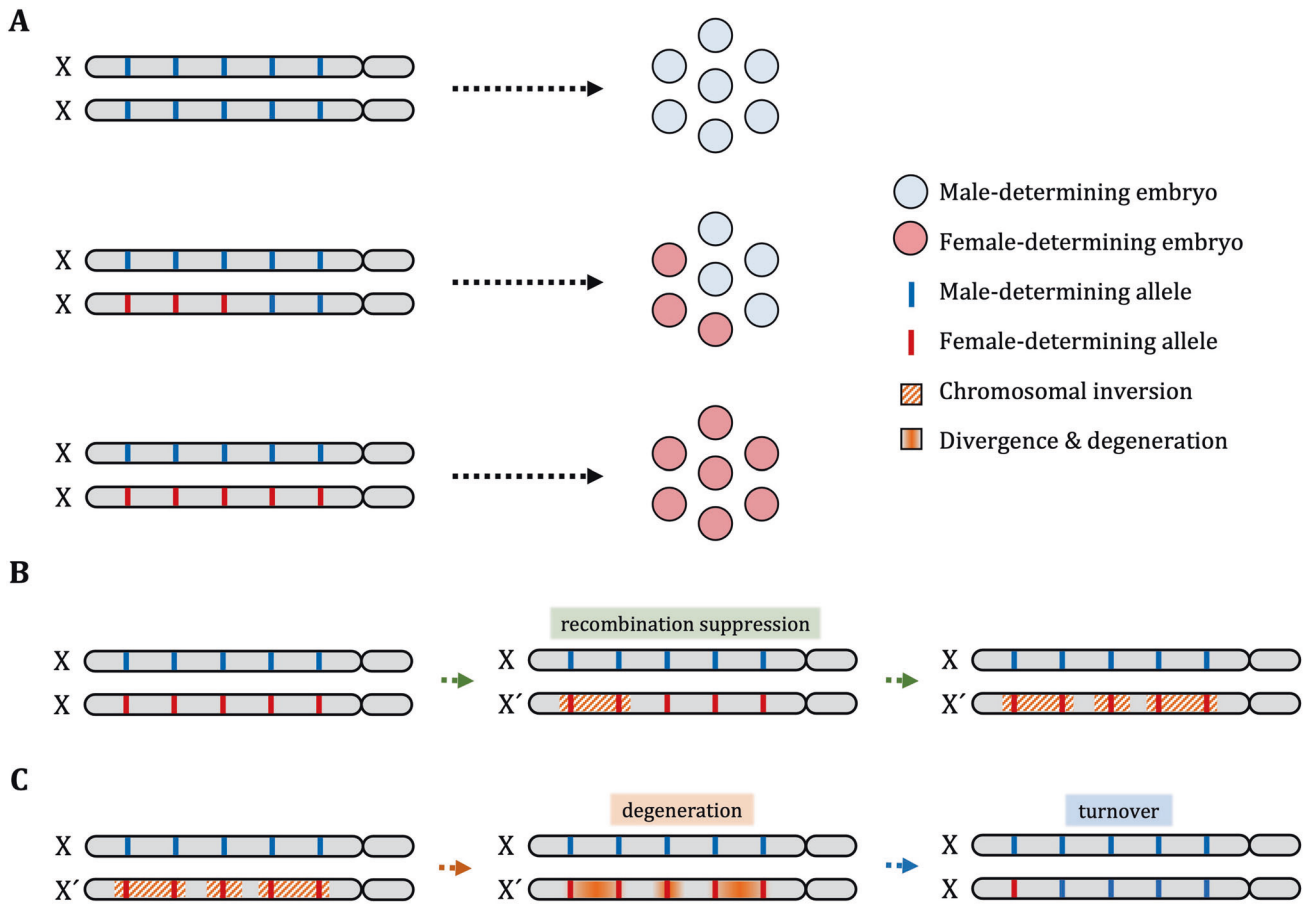 A
X
X
X
X
X
X
Male-determining embryo
Female-determining embryo
Male-determining allele
Female-determining allele
Chromosomal inversion
Divergence & degeneration
B
recombination suppression
X
X
X
X
X′
X′
C
degeneration
turnover
X
X
X
X′
X′
X